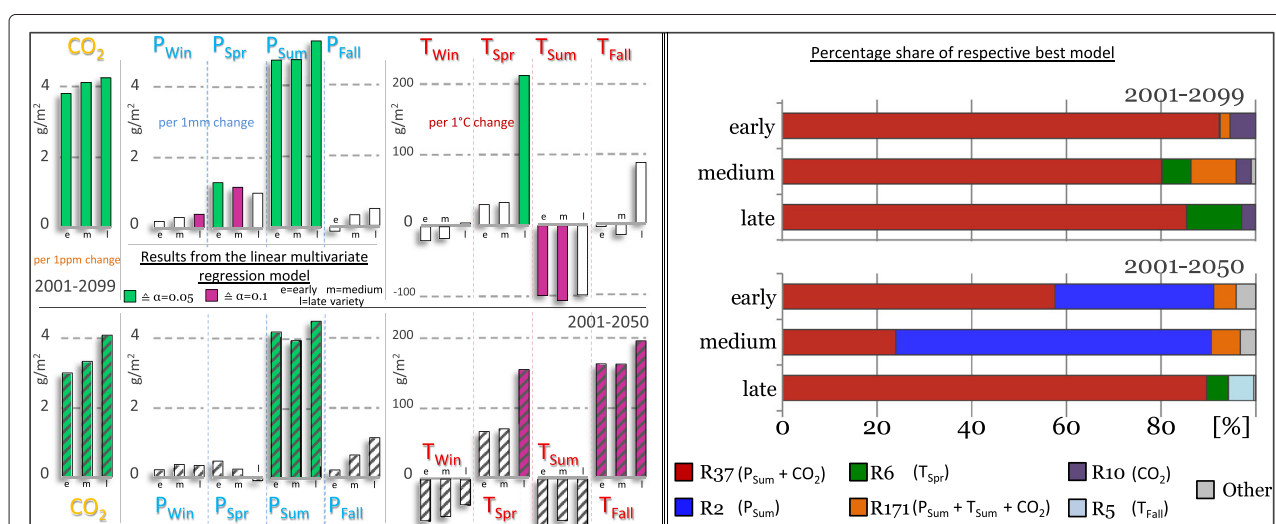 CO2 PWin PSpr PSum PFall TWin TSpr TSum TFall
4
2
0
g/m2
4
2
0
g/m2
per 1mm change
200
100
0
-100
g/m2
per 1°C change
e m l e m l e m l e m l e m l
e m l e m l e m l e m l
per 1ppm change
2001-2099
Results from the linear multivariate
regression model
≙ α=0.05 ≙ α=0.1 e=early m=medium
l=late variety
2001-2050
4
2
0
g/m2
4
2
0
g/m2
200
100
0
g/m2
TWin TSum
e m l e m l e m l e m l e m l
e m l e m l e m l e m l
CO2 PWin PSpr PSum PFall TSpr TFall
Percentage share of respective best model
2001-2099
early
medium
late
2001-2050
early
medium
late
0 20 40 60 80 [%]
R37 (PSum + CO2) R6 (TSpr) R10 (CO2)
Other
R2 (PSum) R171 (PSum + TSum + CO2) R5 (TFall)